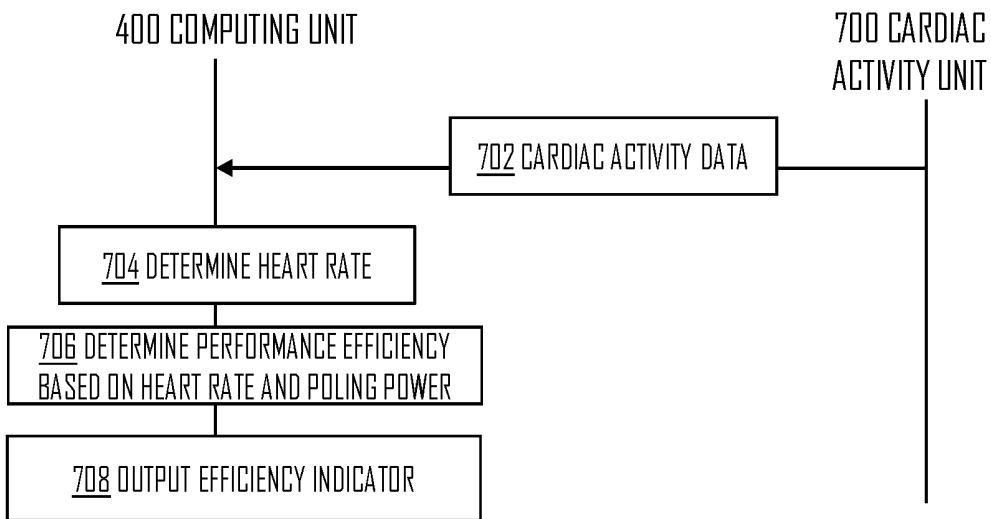 400 COMPUTING UNIT
700 CARDIAC
ACTIVITY UNIT
702 CARDIAC ACTIVITY DATA
704 DETERMINE HEART RATE
706 DETERMINE PERFORMANCE EFFICIENCY
BASED ON HEART RATE AND POLING POWER
708 OUTPUT EFFICIENCY INDICATOR